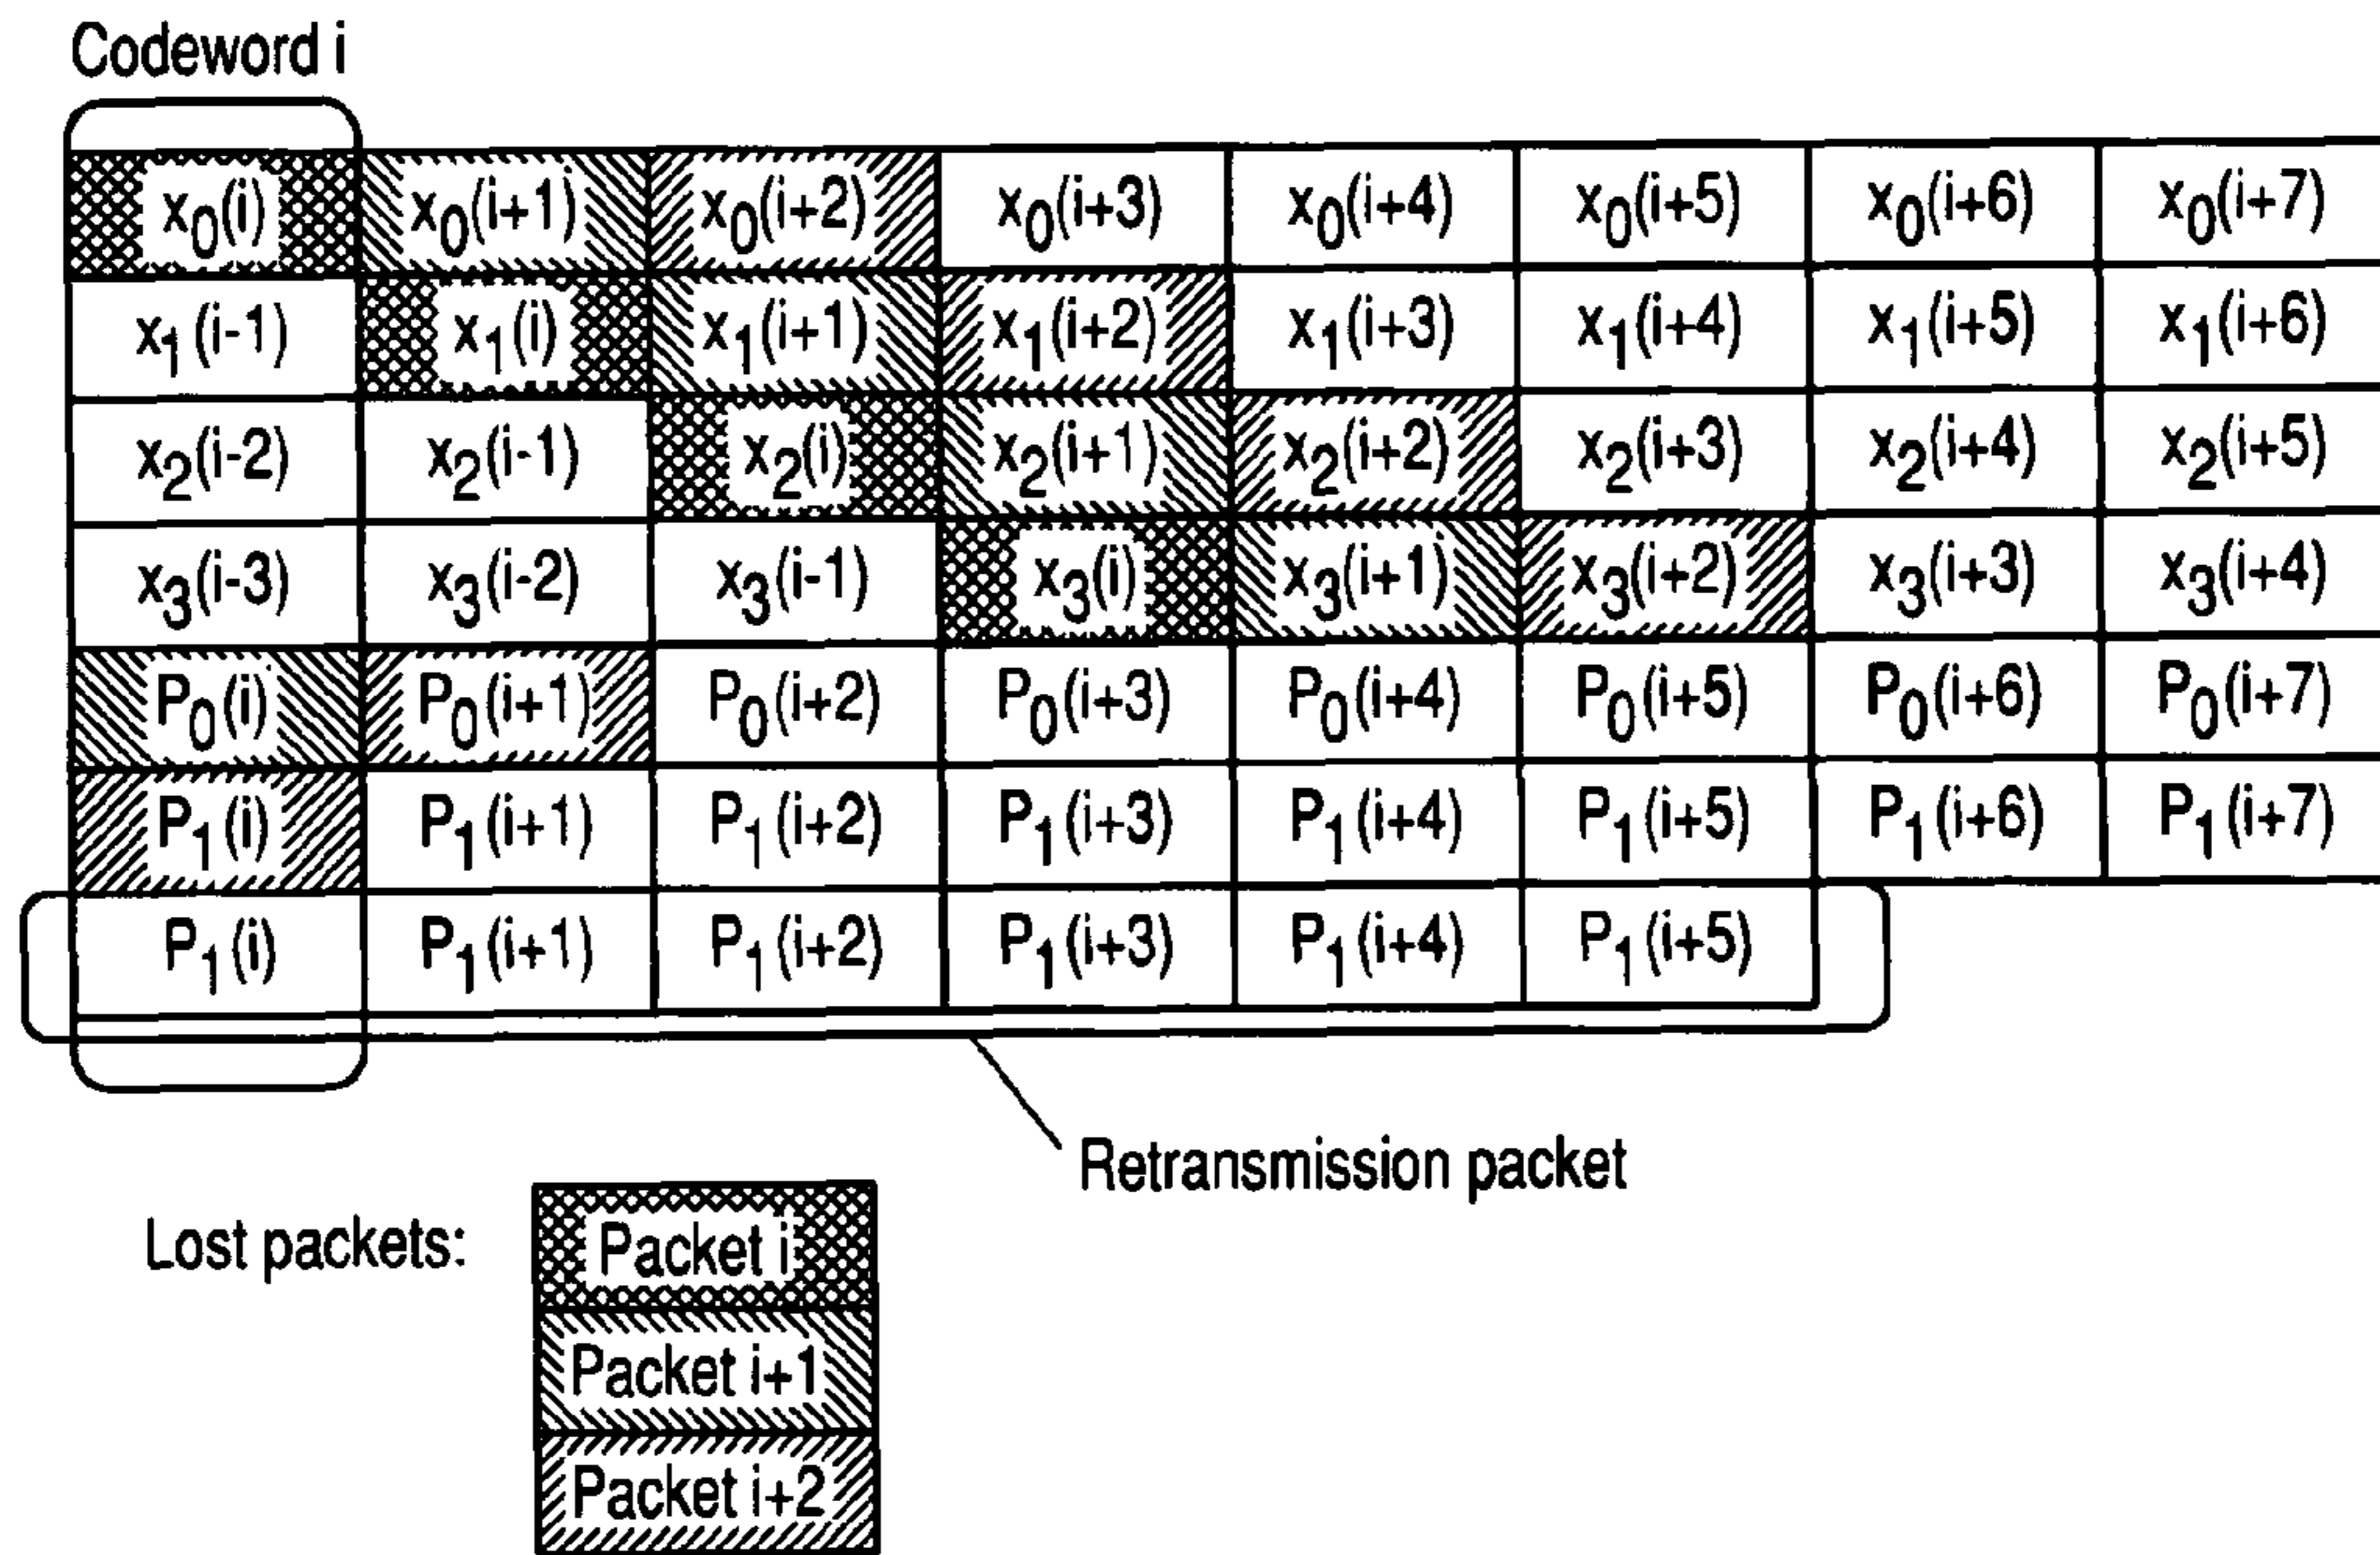 Codeword i
x0(i) x0(i+1) x0(i+2) x0(i+3) x0(i+4) x0(i+5) x0(i+6) x0(i+7)
x1(i-1) x1(i) x1(i+1) x1(i+2) x1(i+3) x1(i+4) x1(i+5) x1(i+6)
x2(i-2) x2(i-1) x2(i) x2(i+1) x2(i+2) x2(i+3) x2(i+4) x2(i+5)
x3(i-3) x3(i-2) x3(i-1) x3(i) x3(i+1) x3(i+2) x3(i+3) x3(i+4)
P0(i) P0(i+1) P0(i+2) P0(i+3) P0(i+4) P0(i+5) P0(i+6) P0(i+7)
P1(i) P1(i+1) P1(i+2) P1(i+3) P1(i+4) P1(i+5) P1(i+6) P1(i+7)
P1(i) P1(i+1) P1(i+2) P1(i+3) P1(i+4) P1(i+5)
Retransmission packet
Lost packets:
Packet i
Packet i+1
Packet i+2